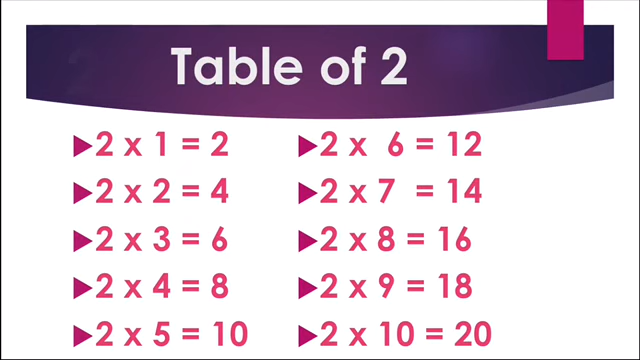 Table of 2
2 x 1 = 2
2 x 2 = 4
2 x 3 = 6
2 x 4 = 8
2 x 5 = 10
2 x 6 = 12
2 x 7 = 14
2 x 8 = 16
2 x 9 = 18
2 x 10 = 20